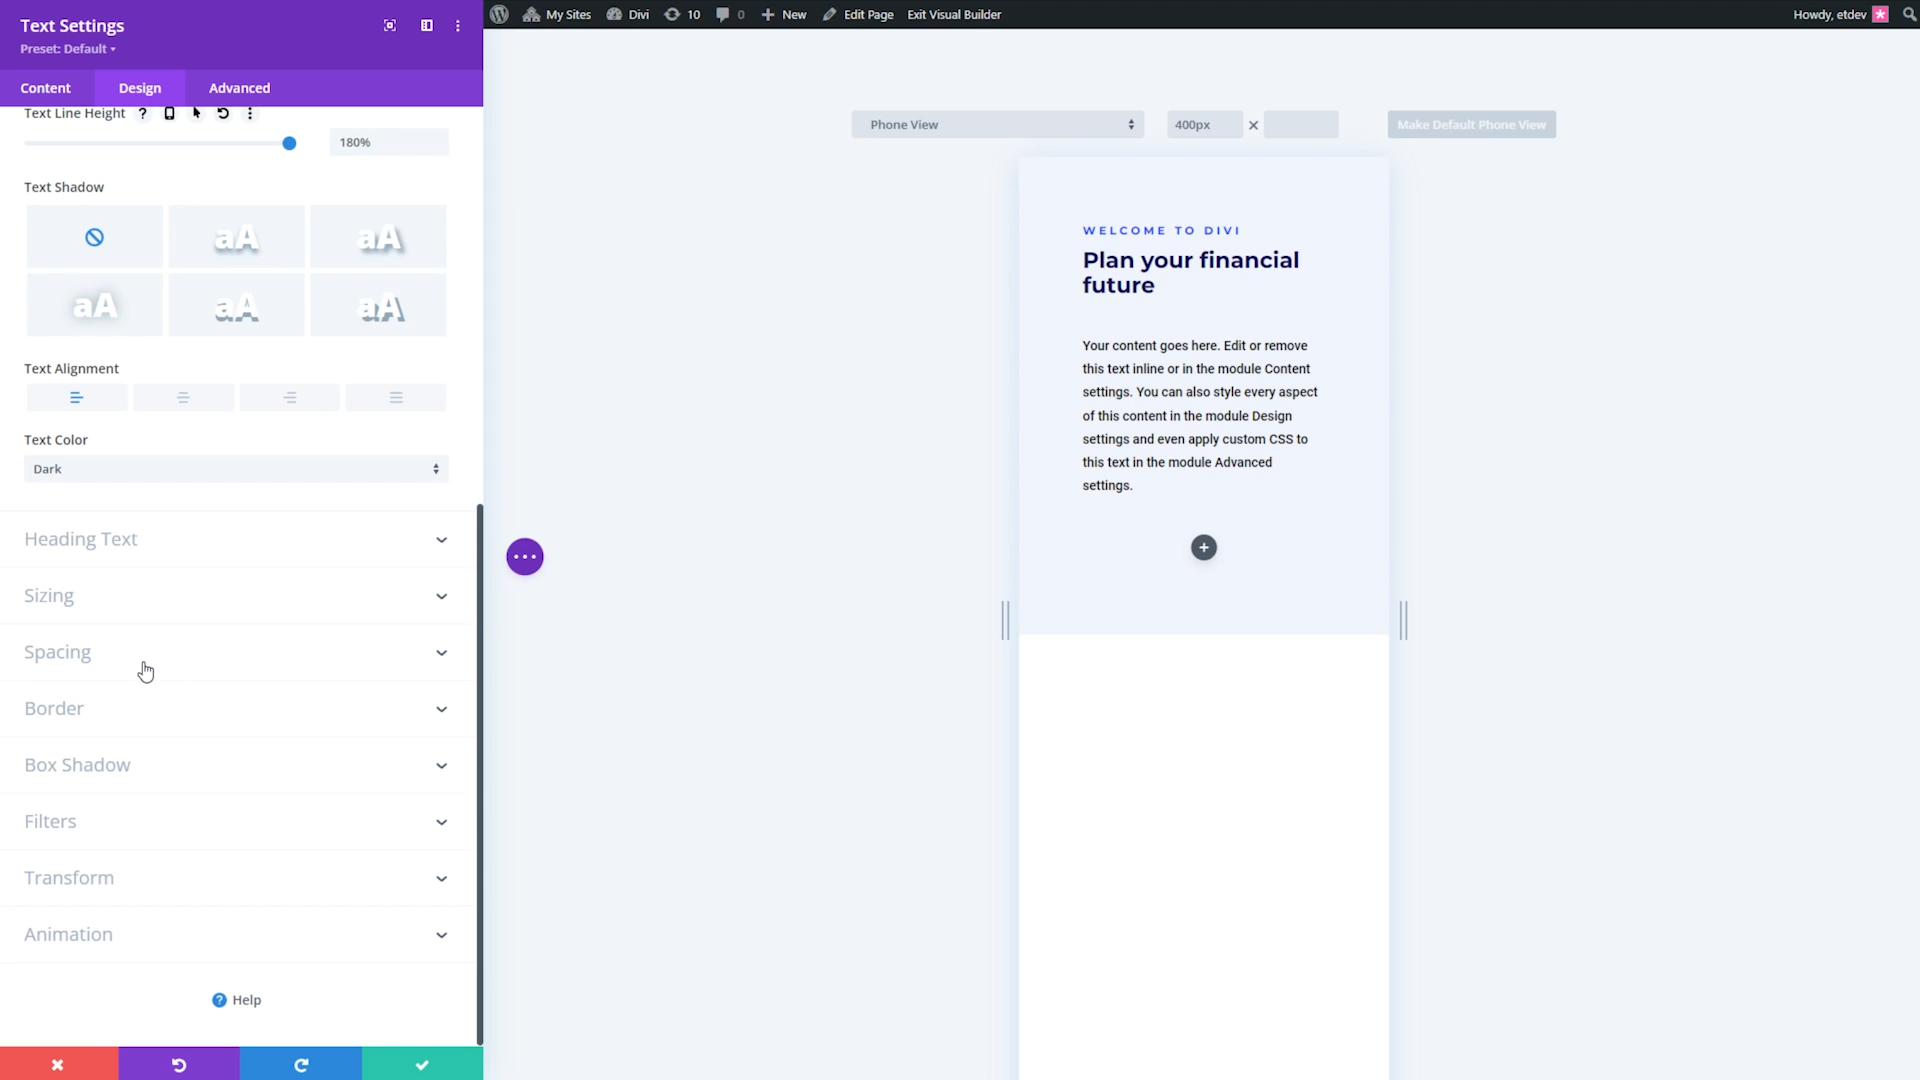 Text Settings
Preset: Default
Content
Design
Advanced
Text Line Height
180%
Text Shadow
aA
aA
aA
aA
aA
Text Alignment
Text Color
Dark
Heading Text
Sizing
Spacing
Border
Box Shadow
Filters
Transform
Animation
? Help
My Sites
Divi
10
0
New
Edit Page
Exit Visual Builder
Howdy, etdev
Phone View
400px
Make Default Phone View
WELCOME TO DIVI
Plan your financial
future
Your content goes here. Edit or remove
this text inline or in the module Content
settings. You can also style every aspect
of this content in the module Design
settings and even apply custom CSS to
this text in the module Advanced
settings.